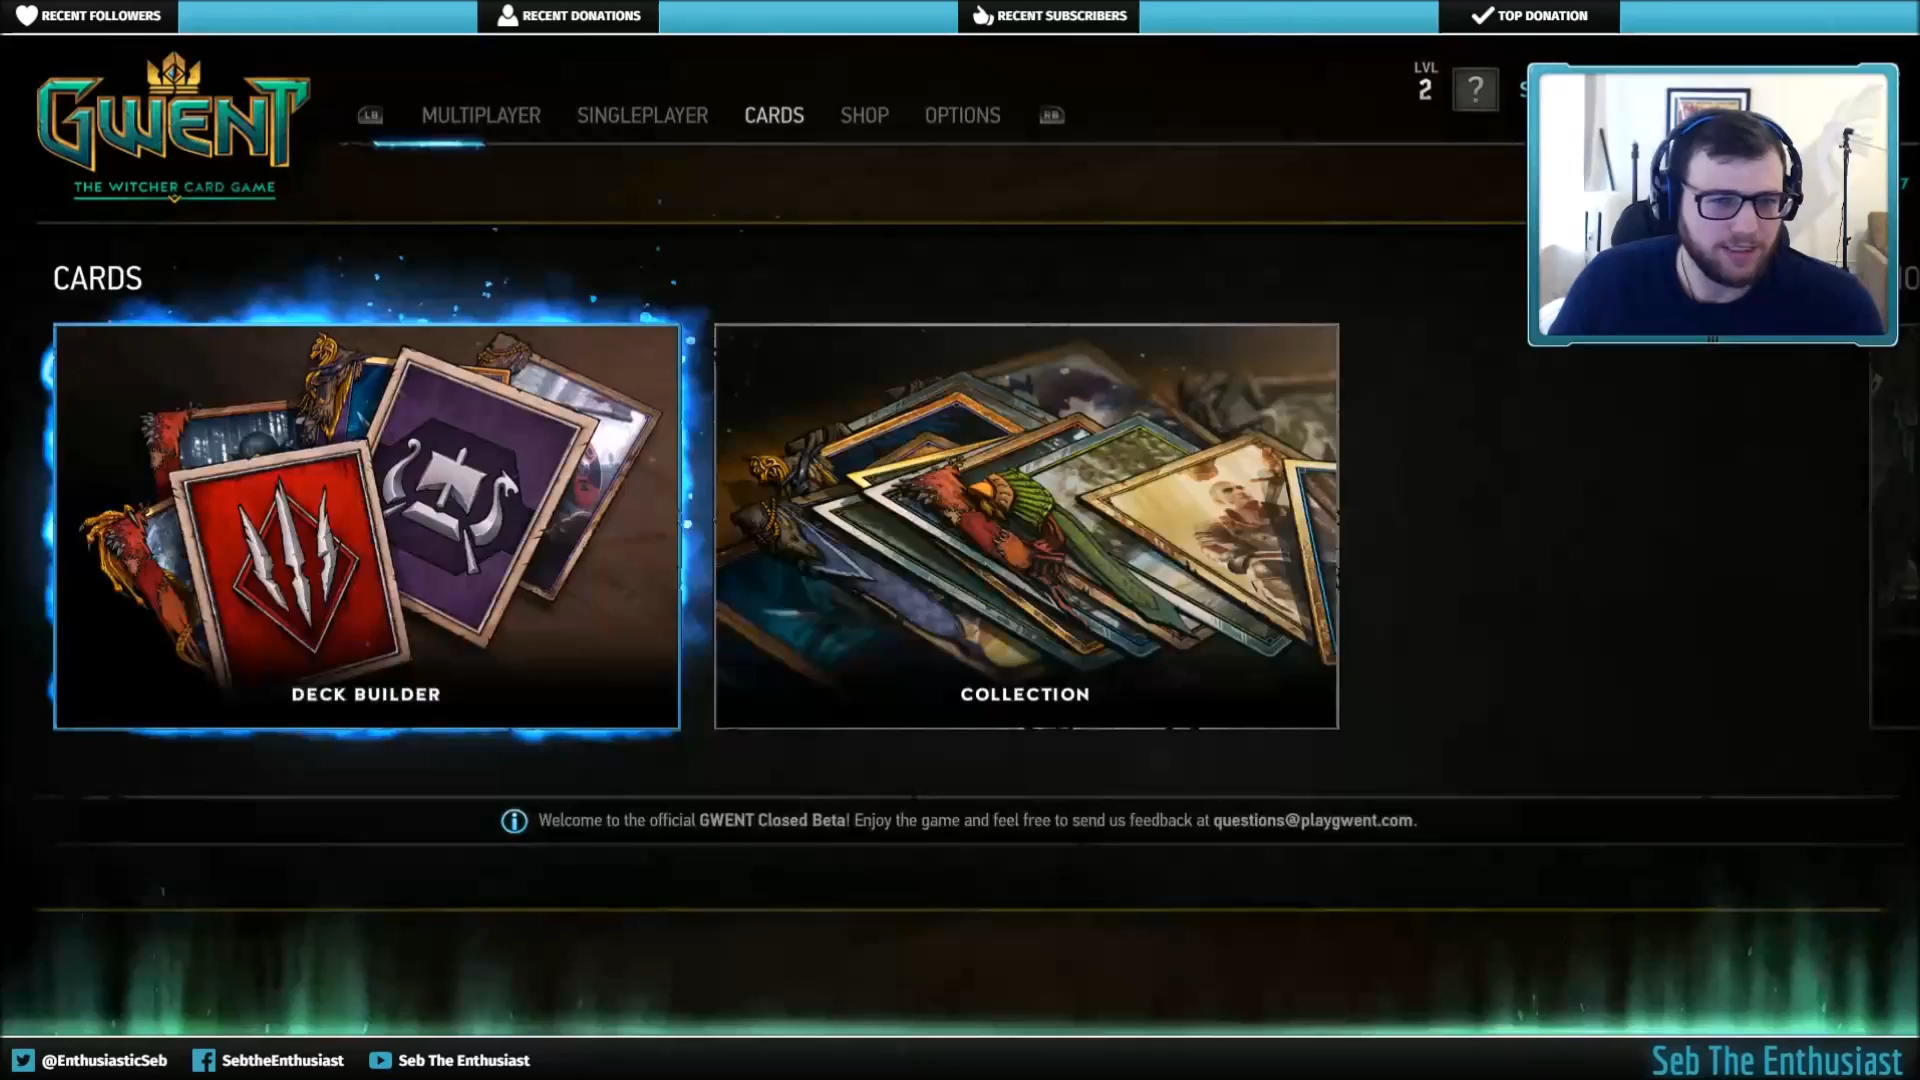 RECENT FOLLOWERS
RECENT DONATIONS
RECENT SUBSCRIBERS
TOP DONATION
GWENT
THE WITCHER CARD GAME
LB
MULTIPLAYER
SINGLEPLAYER
CARDS
SHOP
OPTIONS
RB
LVL
2
?
CARDS
DECK BUILDER
COLLECTION
Welcome to the official GWENT Closed Beta! Enjoy the game and feel free to send us feedback at questions@playgwent.com.
@EnthusiasticSeb
SebtheEnthusiast
Seb The Enthusiast
Seb The Enthusiast